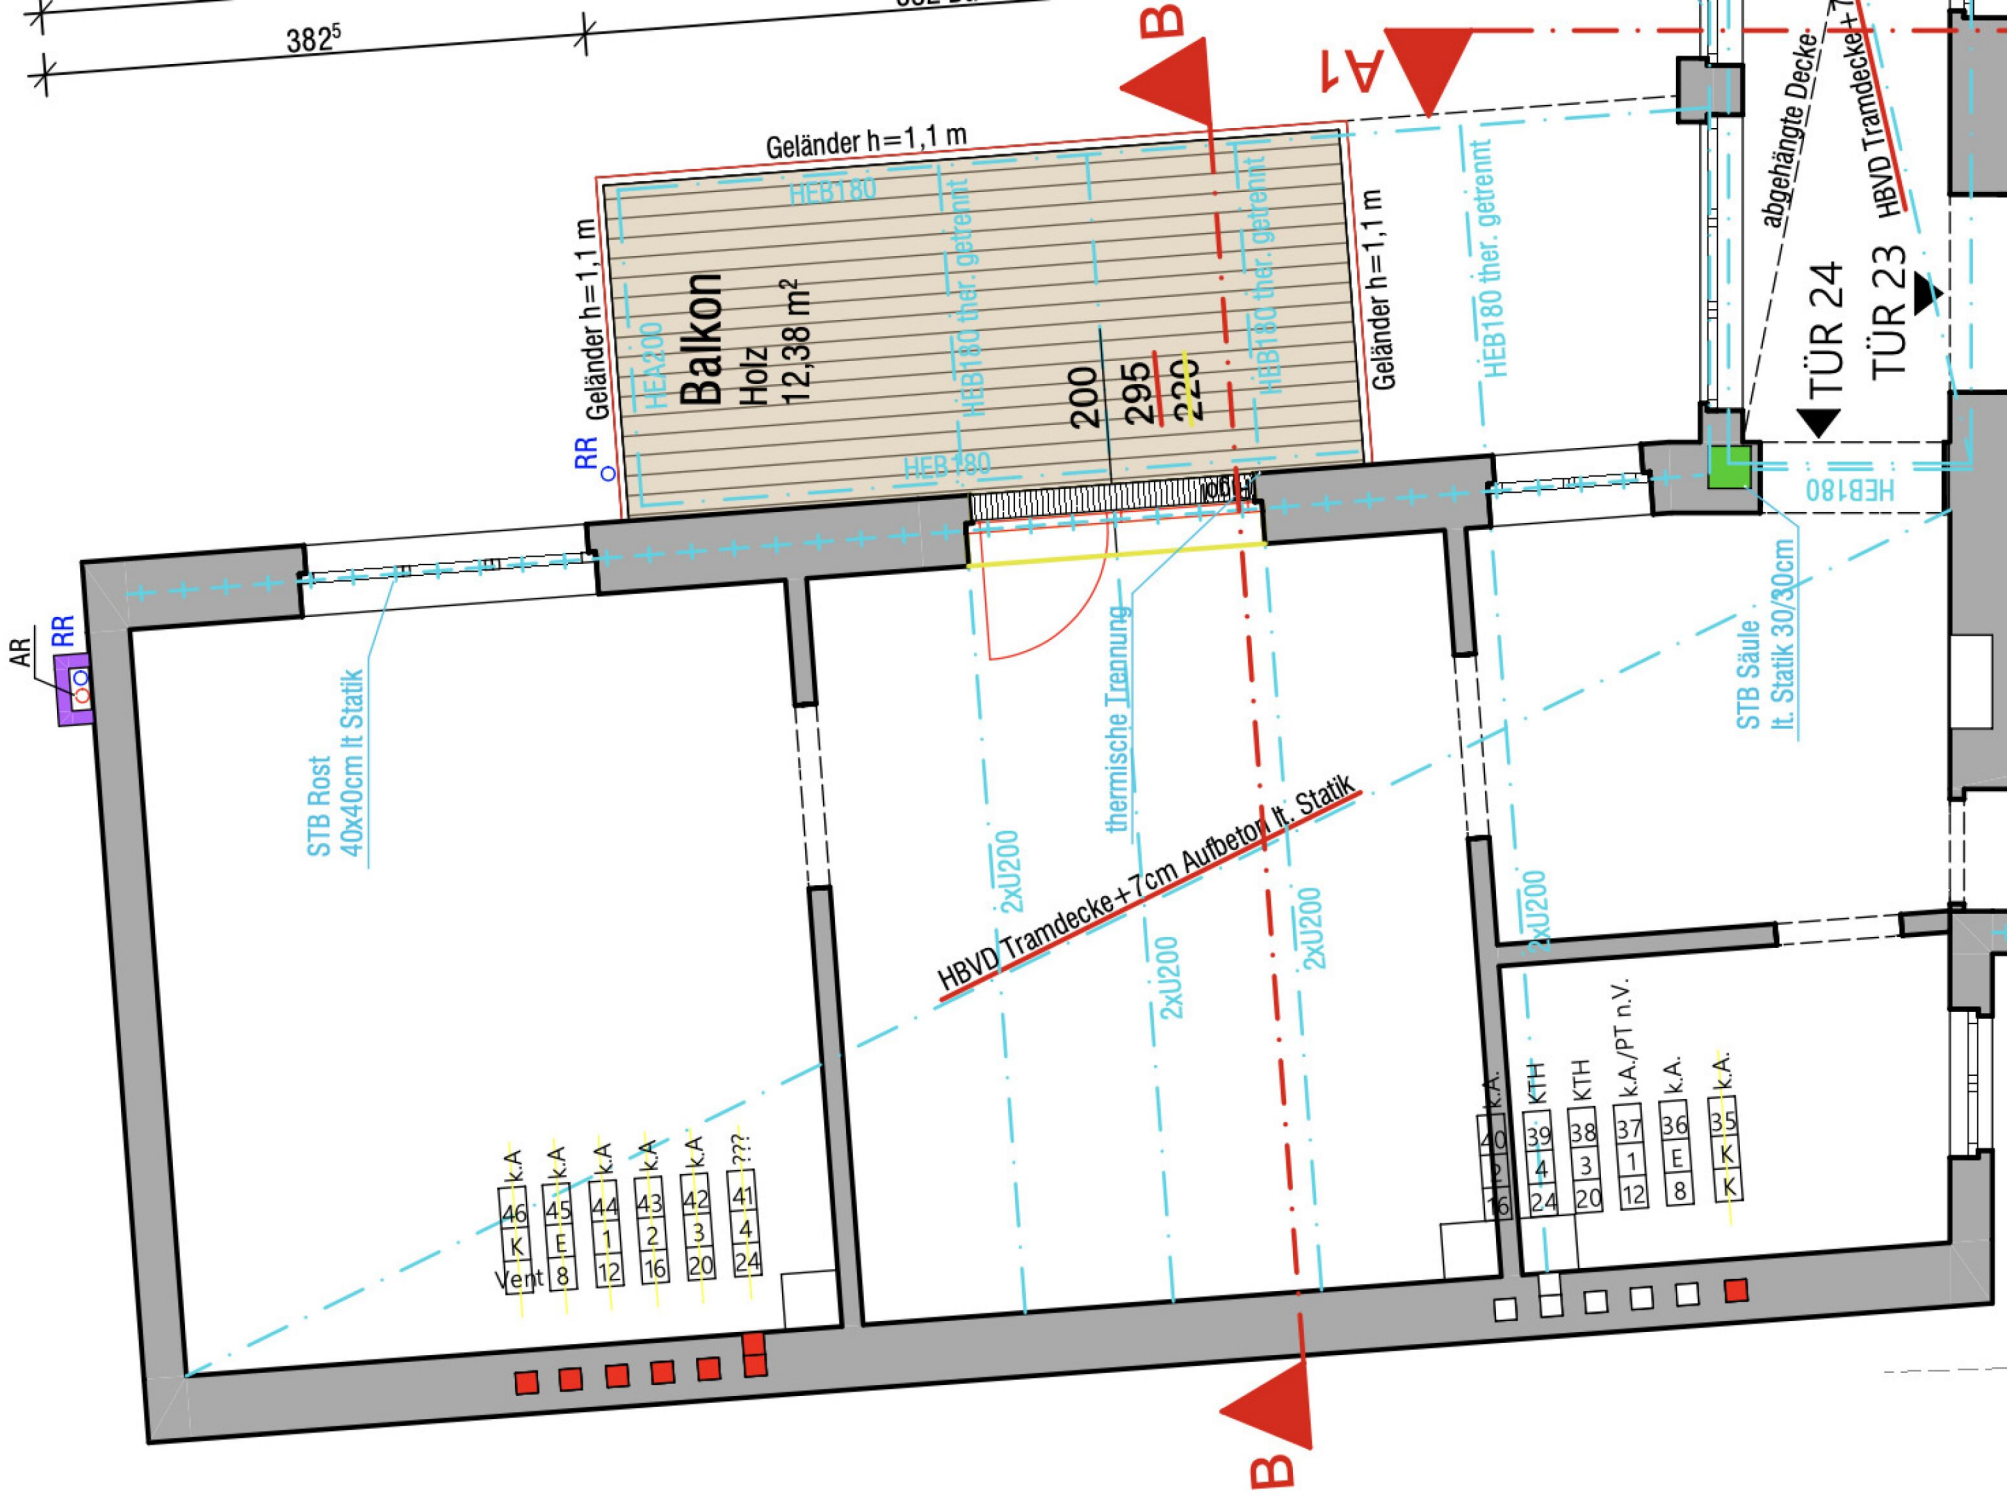 382⁵
B
A1
Geländer h=1,1 m
HEB180
Geländer h=1,1 m
HEA200
Balkon
Holz
12,38 m²
HEB180 ther. getrennt
HEB180 ther. getrennt
200
295
220
HEB180
Geländer h=1,1 m
HEB180 ther. getrennt
abgehängte Decke
HBVD Tramdecke+7
TÜR 24
TÜR 23
HEB180
RR
AR
RR
STB Rost
40x40cm lt Statik
thermische Trennung
STB Säule
lt. Statik 30/30cm
HBVD Tramdecke+7cm Aufbeton lt. Statik
2xU200
2xU200
2xU200
2xU200
46 k.A
K
Vent
45 k.A
E
8
44 k.A
1
12
43 k.A
2
16
42 k.A
3
20
41 ???
4
24
40 k.A.
16
39 KTH
4
24
38 KTH
3
20
37 k.A./PT n.V.
1
12
36 k.A.
E
8
35 k.A.
K
K
B